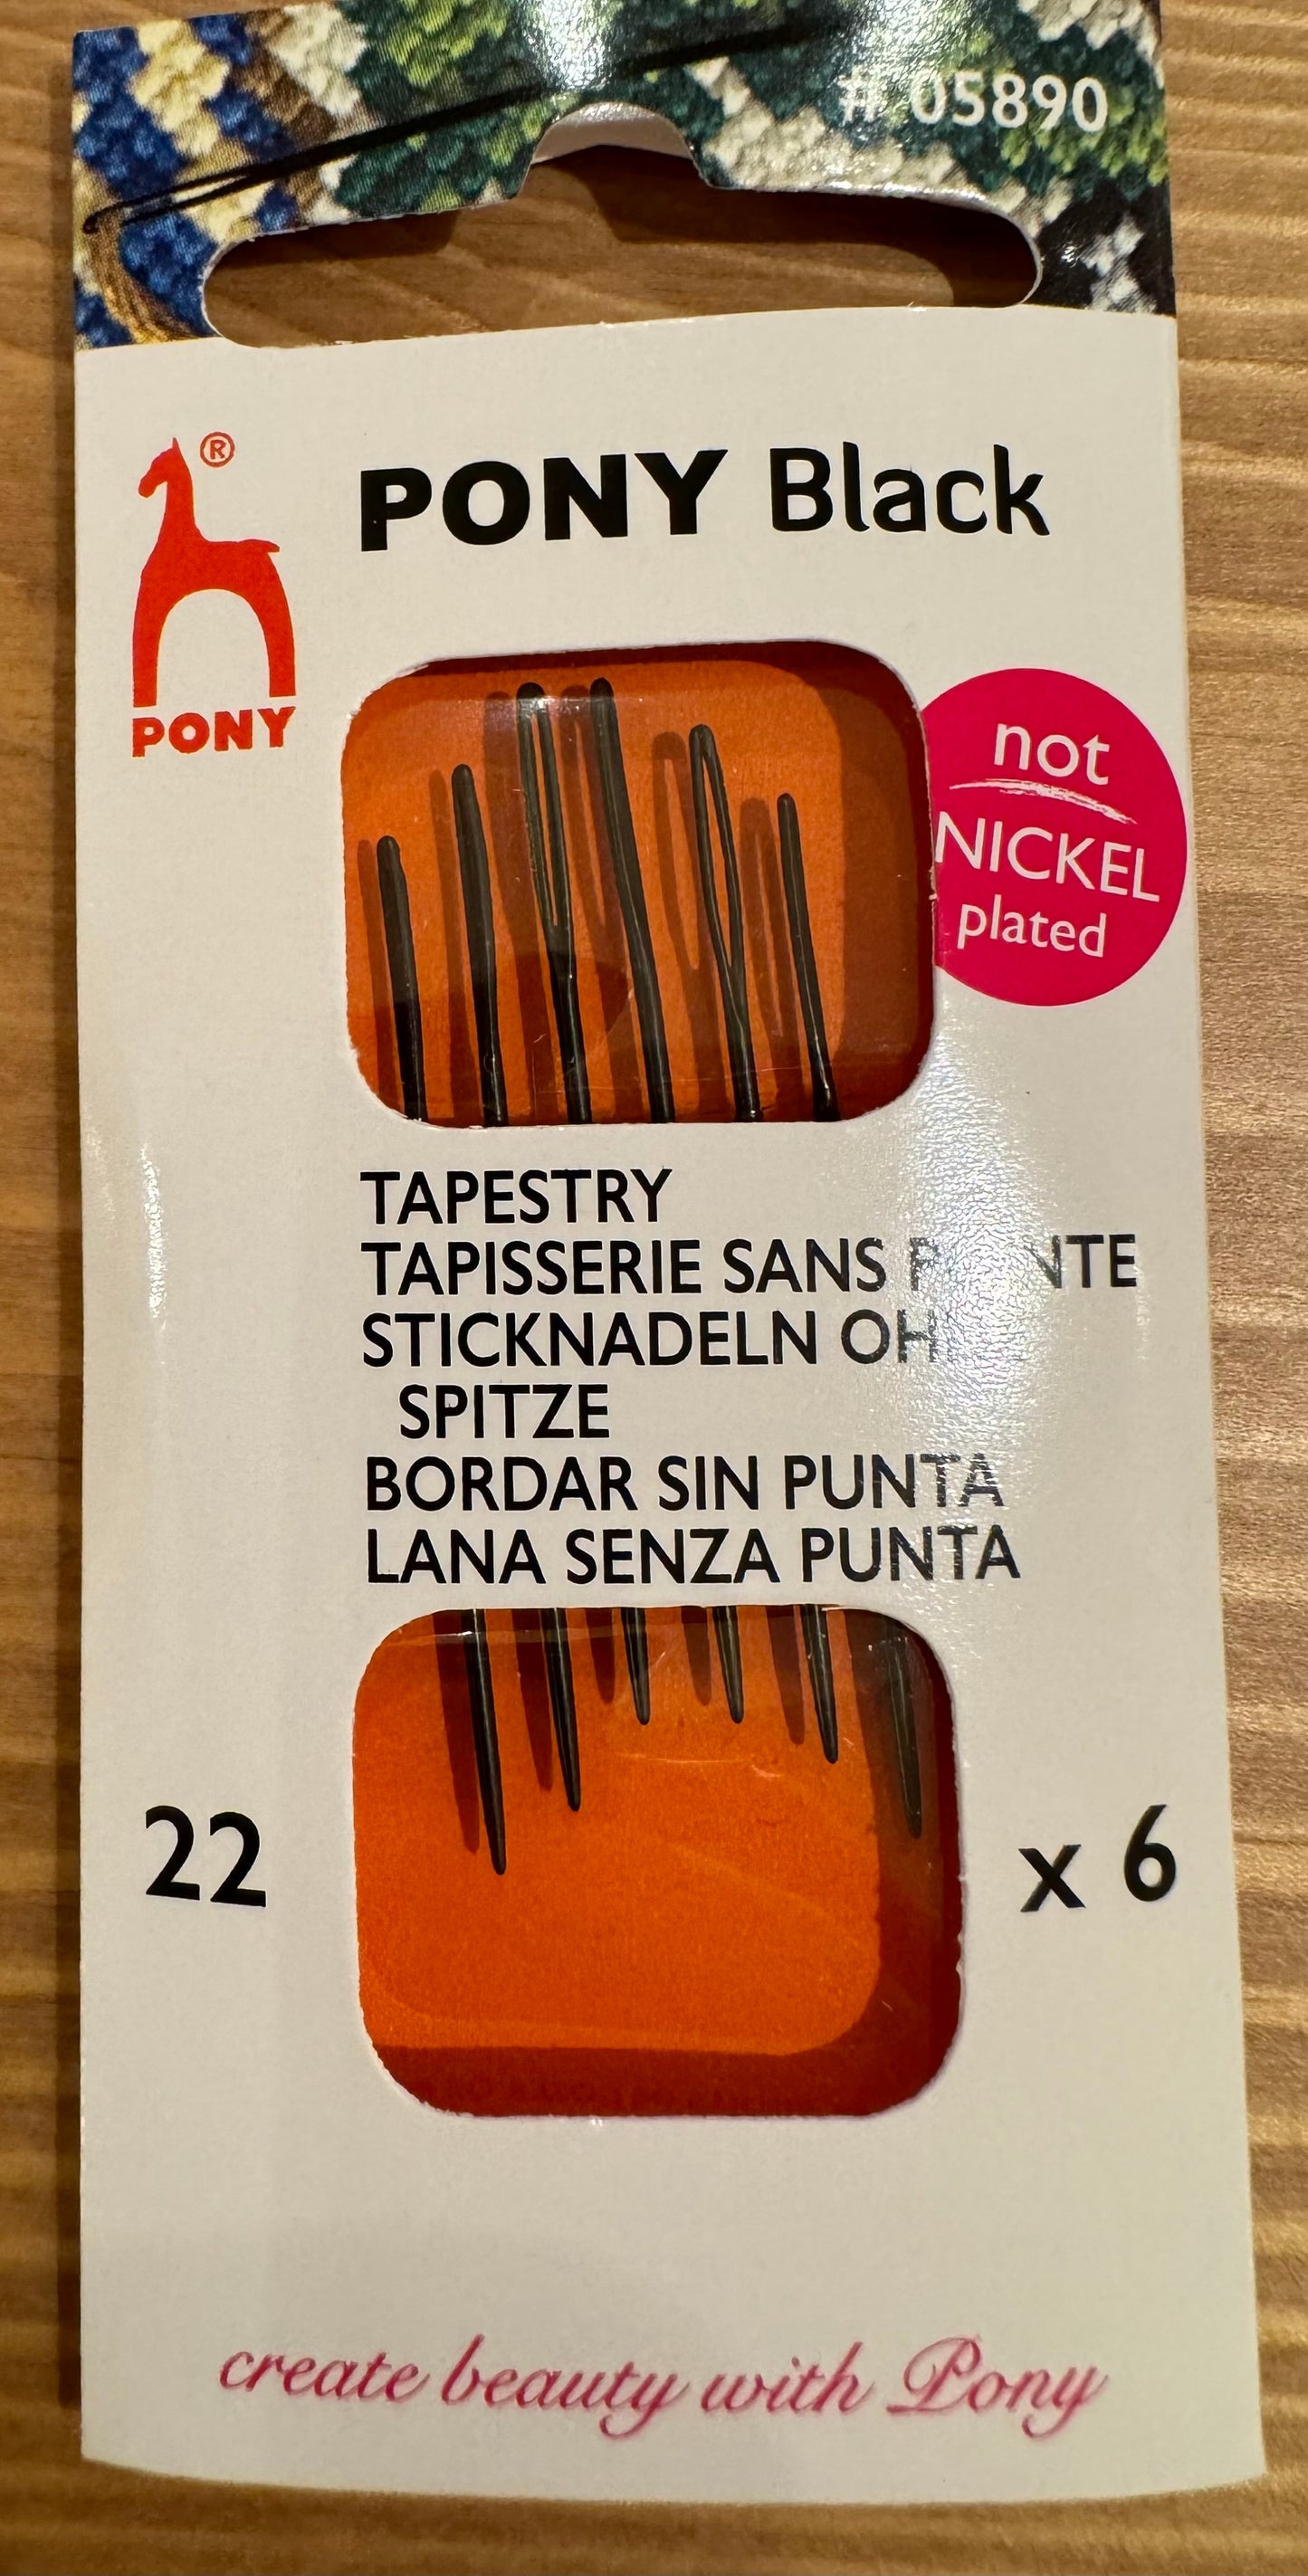 # 05890
®
PONY Black
PONY
not
NICKEL
plated
TAPESTRY
TAPISSERIE SANS
STICKNADELN
SPITZE
BORDAR SIN PUNTA
LANA SENZA PUNTA
22
x 6
create beauty with Pony